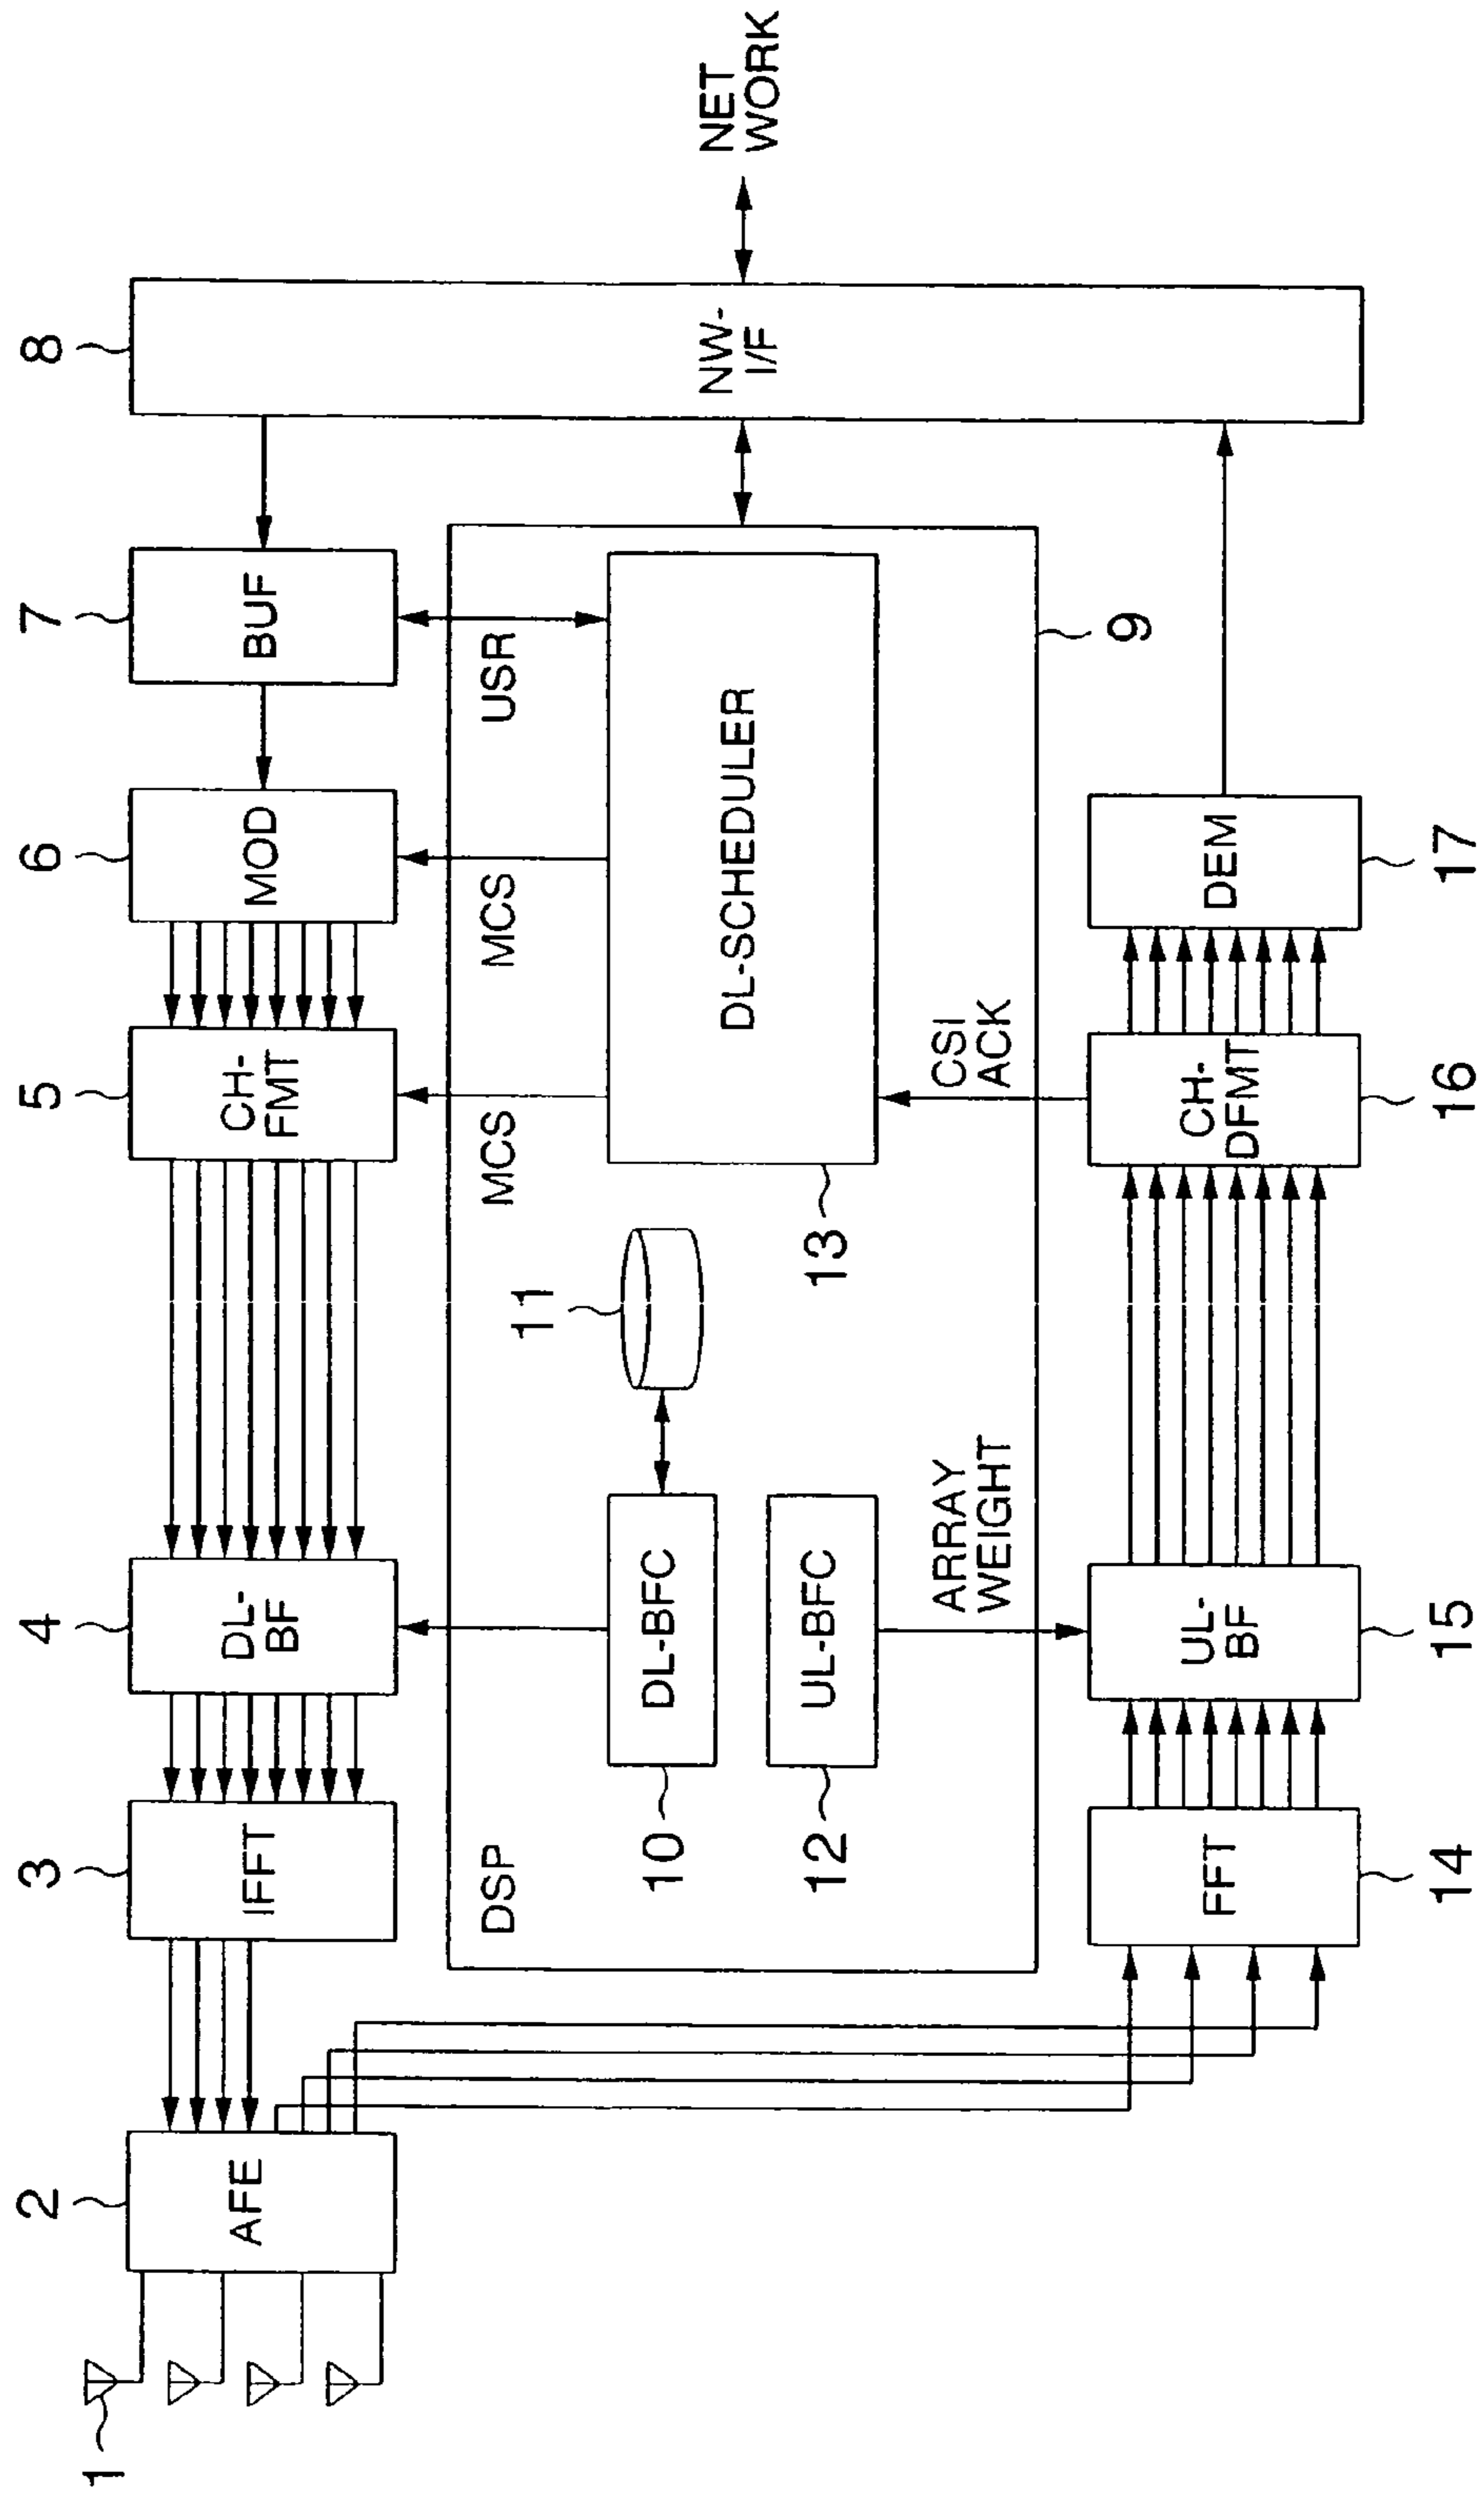 1
2
3
4
5
6
7
8
AFE
IFFT
DL-
BF
CH-
FMT
MOD
BUF
NW-
I/F
NET
WORK
DSP
MCS
MCS
USR
DL-BFC
10
11
DL-SCHEDULER
13
UL-BFC
12
ARRAY
WEIGHT
CSI
ACK
9
FFT
UL-
BF
CH-
DFMT
DEM
14
15
16
17